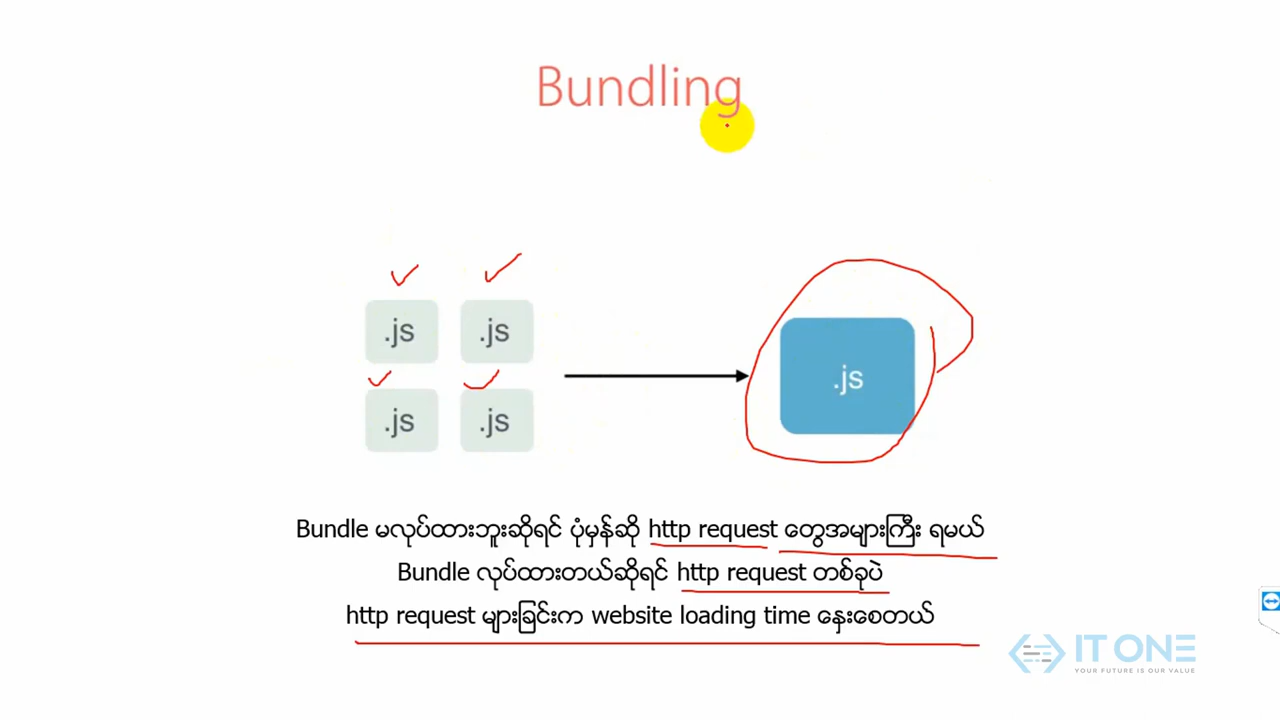 Bundling
.js
.js
.js
.js
.js
Bundle မလုပ်ထားဘူးဆိုရင် ပုံမှန်ဆို http request တွေအများကြီး ရမယ်
Bundle လုပ်ထားတယ်ဆိုရင် http request တစ်ခုပဲ
http request များခြင်းက website loading time နှေးစေတယ်
IT ONE
YOUR FUTURE IS OUR VALUE